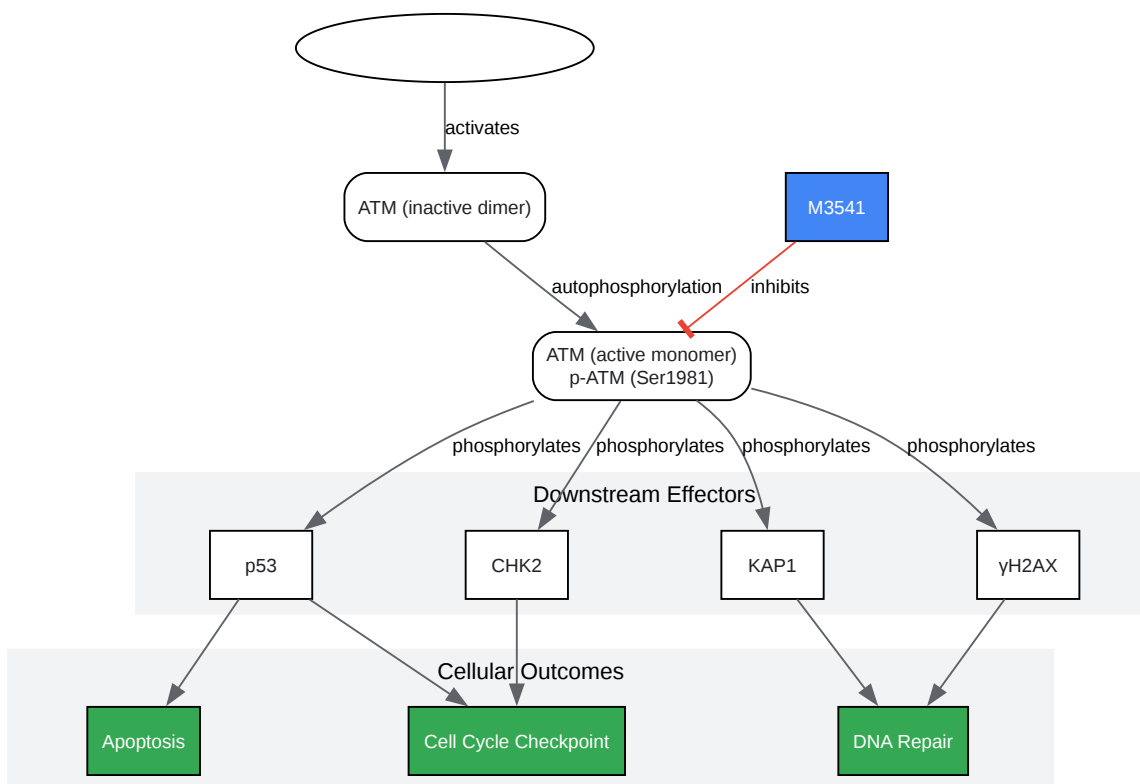 activates
ATM (inactive dimer)
M3541
autophosphorylation
inhibits
ATM (active monomer)
p-ATM (Ser1981)
phosphorylates
phosphorylates
phosphorylates
phosphorylates
Downstream Effectors
p53
CHK2
KAP1
γH2AX
Cellular Outcomes
Apoptosis
Cell Cycle Checkpoint
DNA Repair